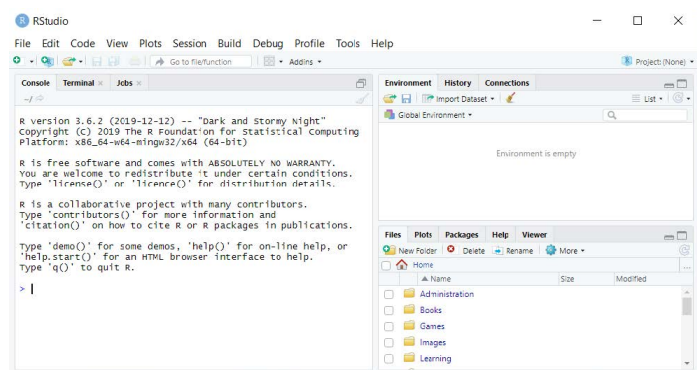 RStudio
File Edit Code View Plots Session Build Debug Profile Tools Help
Go to file/function Addins Project: (None)
Console Terminal Jobs
~/
R version 3.6.2 (2019-12-12) -- "Dark and Stormy Night"
Copyright (C) 2019 The R Foundation for Statistical Computing
Platform: x86_64-w64-mingw32/x64 (64-bit)
R is free software and comes with ABSOLUTELY NO WARRANTY.
You are welcome to redistribute it under certain conditions.
Type 'license()' or 'licence()' for distribution details.
R is a collaborative project with many contributors.
Type 'contributors()' for more information and
'citation()' on how to cite R or R packages in publications.
Type 'demo()' for some demos, 'help()' for on-line help, or
'help.start()' for an HTML browser interface to help.
Type 'q()' to quit R.
>
Environment History Connections
Import Dataset List
Global Environment
Environment is empty
Files Plots Packages Help Viewer
New Folder Delete Rename More
Home
Name Size Modified
Administration
Books
Games
Images
Learning